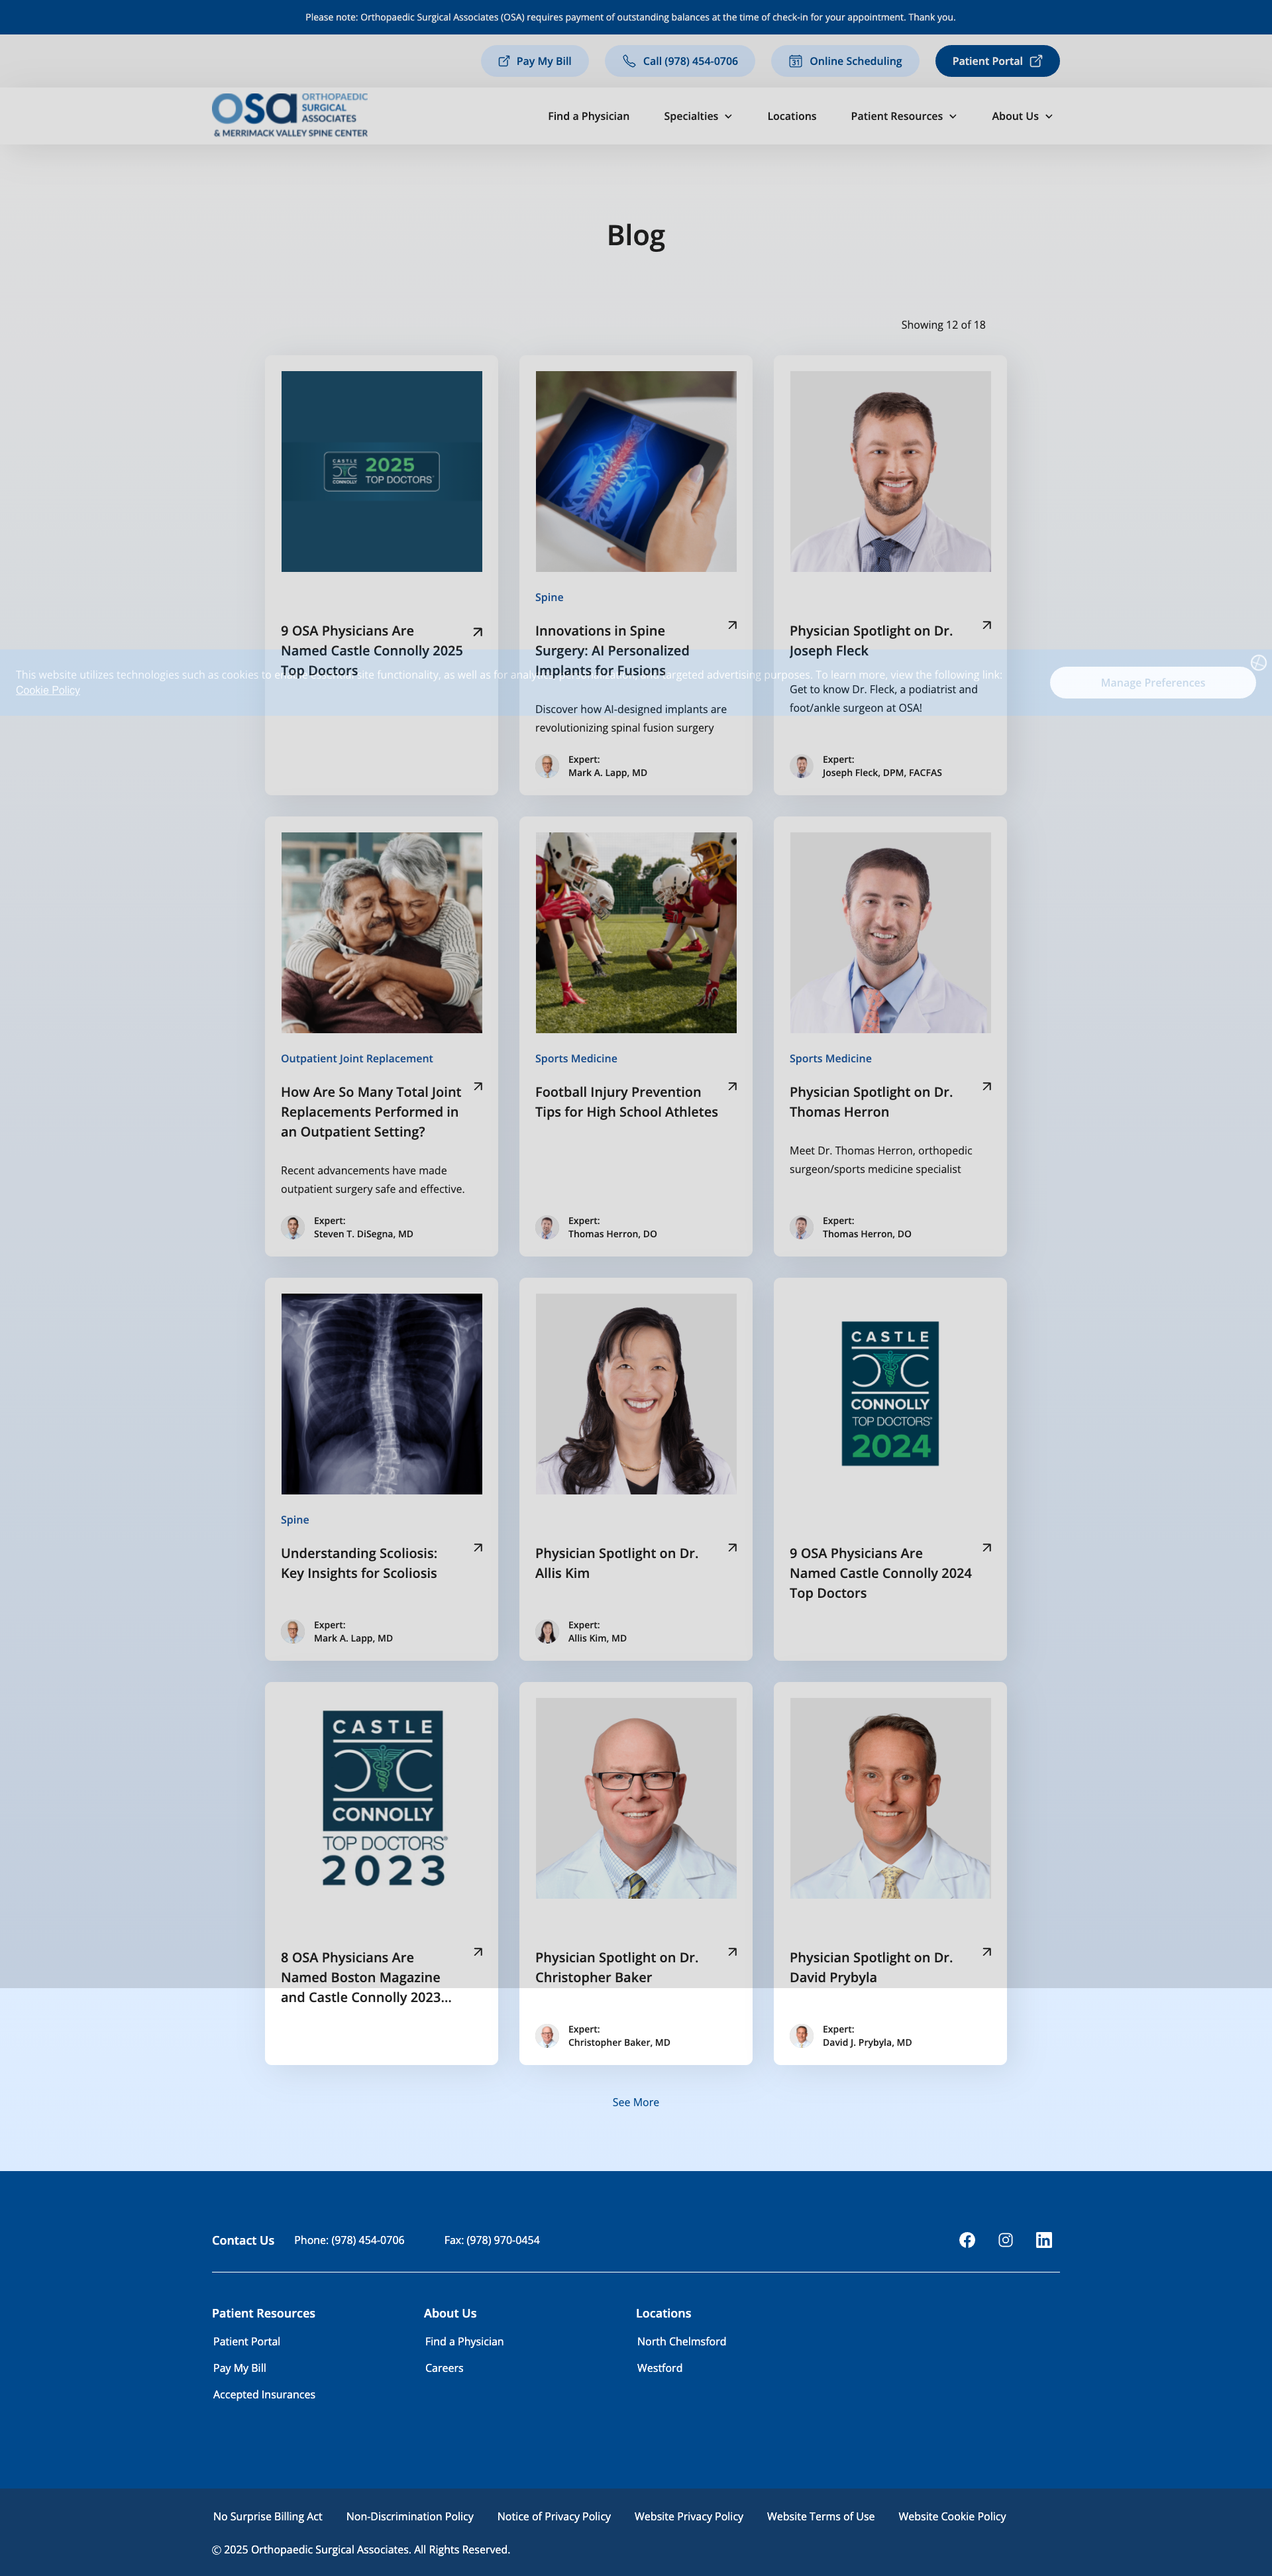 Please note: Orthopaedic Surgical Associates (OSA) requires payment of outstanding balances at the time of check-in for your appointment. Thank you.
Pay My Bill
Call (978) 454-0706
Online Scheduling
Patient Portal
OSA ORTHOPAEDIC
SURGICAL
ASSOCIATES
& MERRIMACK VALLEY SPINE CENTER
Find a Physician
Specialties
Locations
Patient Resources
About Us
Blog
Showing 12 of 18
CASTLE CONNOLLY
2025
TOP DOCTORS
9 OSA Physicians Are
Named Castle Connolly 2025
Top Doctors
Spine
Innovations in Spine
Surgery: AI Personalized
Implants for Fusions
Discover how AI-designed implants are
revolutionizing spinal fusion surgery
Expert:
Mark A. Lapp, MD
Physician Spotlight on Dr.
Joseph Fleck
Get to know Dr. Fleck, a podiatrist and
foot/ankle surgeon at OSA!
Expert:
Joseph Fleck, DPM, FACFAS
This website utilizes technologies such as cookies to site functionality, as well as for targeted advertising purposes. To learn more, view the following link:
Cookie Policy
Manage Preferences
Outpatient Joint Replacement
How Are So Many Total Joint
Replacements Performed in
an Outpatient Setting?
Recent advancements have made
outpatient surgery safe and effective.
Expert:
Steven T. DiSegna, MD
Sports Medicine
Football Injury Prevention
Tips for High School Athletes
Expert:
Thomas Herron, DO
Sports Medicine
Physician Spotlight on Dr.
Thomas Herron
Meet Dr. Thomas Herron, orthopedic
surgeon/sports medicine specialist
Expert:
Thomas Herron, DO
Spine
Understanding Scoliosis:
Key Insights for Scoliosis
Expert:
Mark A. Lapp, MD
Physician Spotlight on Dr.
Allis Kim
Expert:
Allis Kim, MD
CASTLE
CONNOLLY
TOP DOCTORS
2024
9 OSA Physicians Are
Named Castle Connolly 2024
Top Doctors
CASTLE
CONNOLLY
TOP DOCTORS®
2023
8 OSA Physicians Are
Named Boston Magazine
and Castle Connolly 2023...
Physician Spotlight on Dr.
Christopher Baker
Expert:
Christopher Baker, MD
Physician Spotlight on Dr.
David Prybyla
Expert:
David J. Prybyla, MD
See More
Contact Us
Phone: (978) 454-0706
Fax: (978) 970-0454
Patient Resources
Patient Portal
Pay My Bill
Accepted Insurances
About Us
Find a Physician
Careers
Locations
North Chelmsford
Westford
No Surprise Billing Act
Non-Discrimination Policy
Notice of Privacy Policy
Website Privacy Policy
Website Terms of Use
Website Cookie Policy
© 2025 Orthopaedic Surgical Associates. All Rights Reserved.